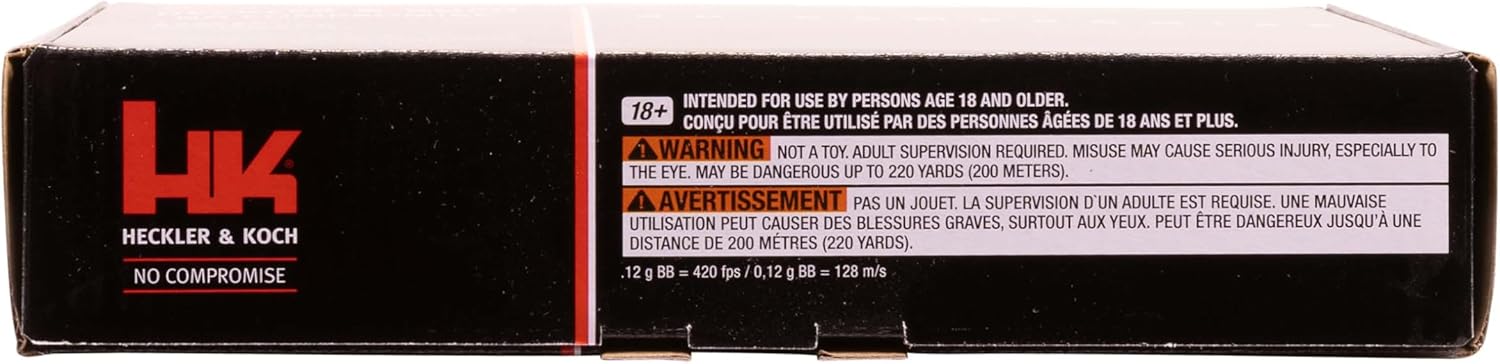 HK®
HECKLER & KOCH
NO COMPROMISE
18+
INTENDED FOR USE BY PERSONS AGE 18 AND OLDER.
CONÇU POUR ÊTRE UTILISÉ PAR DES PERSONNES ÂGÉES DE 18 ANS ET PLUS.
WARNING NOT A TOY. ADULT SUPERVISION REQUIRED. MISUSE MAY CAUSE SERIOUS INJURY, ESPECIALLY TO
THE EYE. MAY BE DANGEROUS UP TO 220 YARDS (200 METERS).
AVERTISSEMENT PAS UN JOUET. LA SUPERVISION D`UN ADULTE EST REQUISE. UNE MAUVAISE
UTILISATION PEUT CAUSER DES BLESSURES GRAVES, SURTOUT AUX YEUX. PEUT ÊTRE DANGEREUX JUSQU'À UNE
DISTANCE DE 200 MÉTRES (220 YARDS).
.12 g BB = 420 fps / 0,12 g BB = 128 m/s